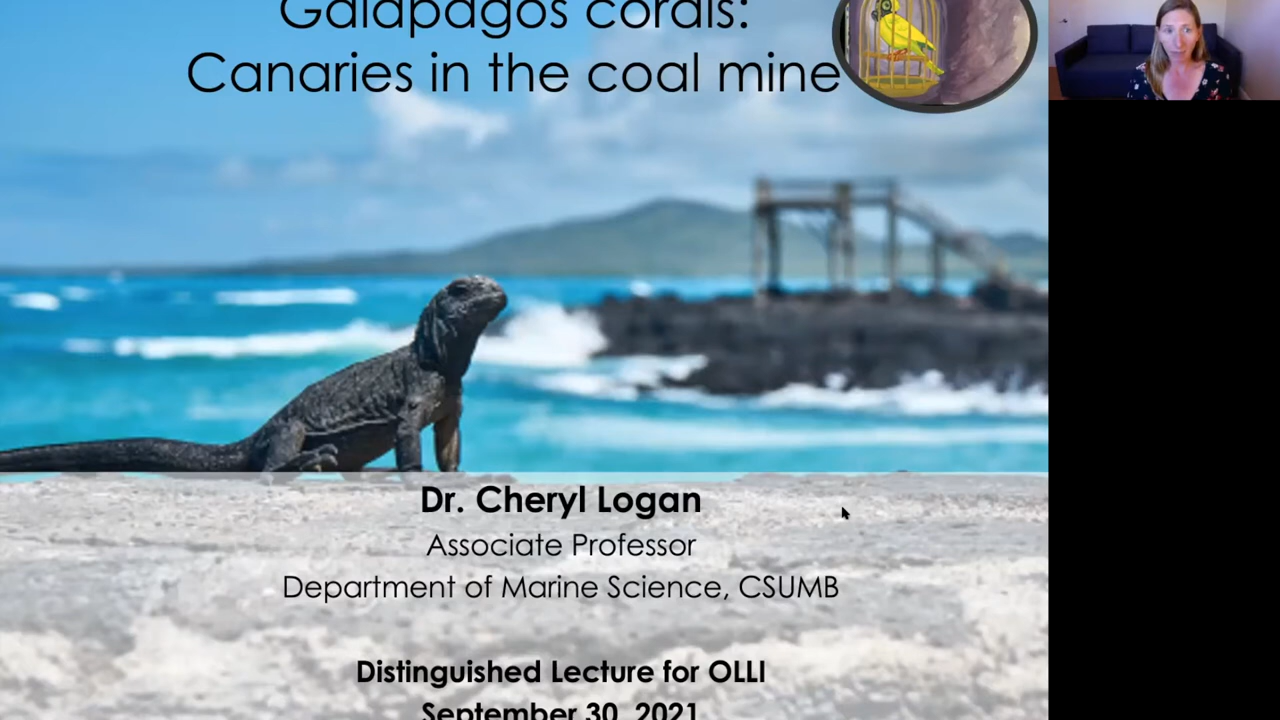 Galápagos corals:
Canaries in the coal mine
Dr. Cheryl Logan
Associate Professor
Department of Marine Science, CSUMB
Distinguished Lecture for OLLI
September 30, 2021